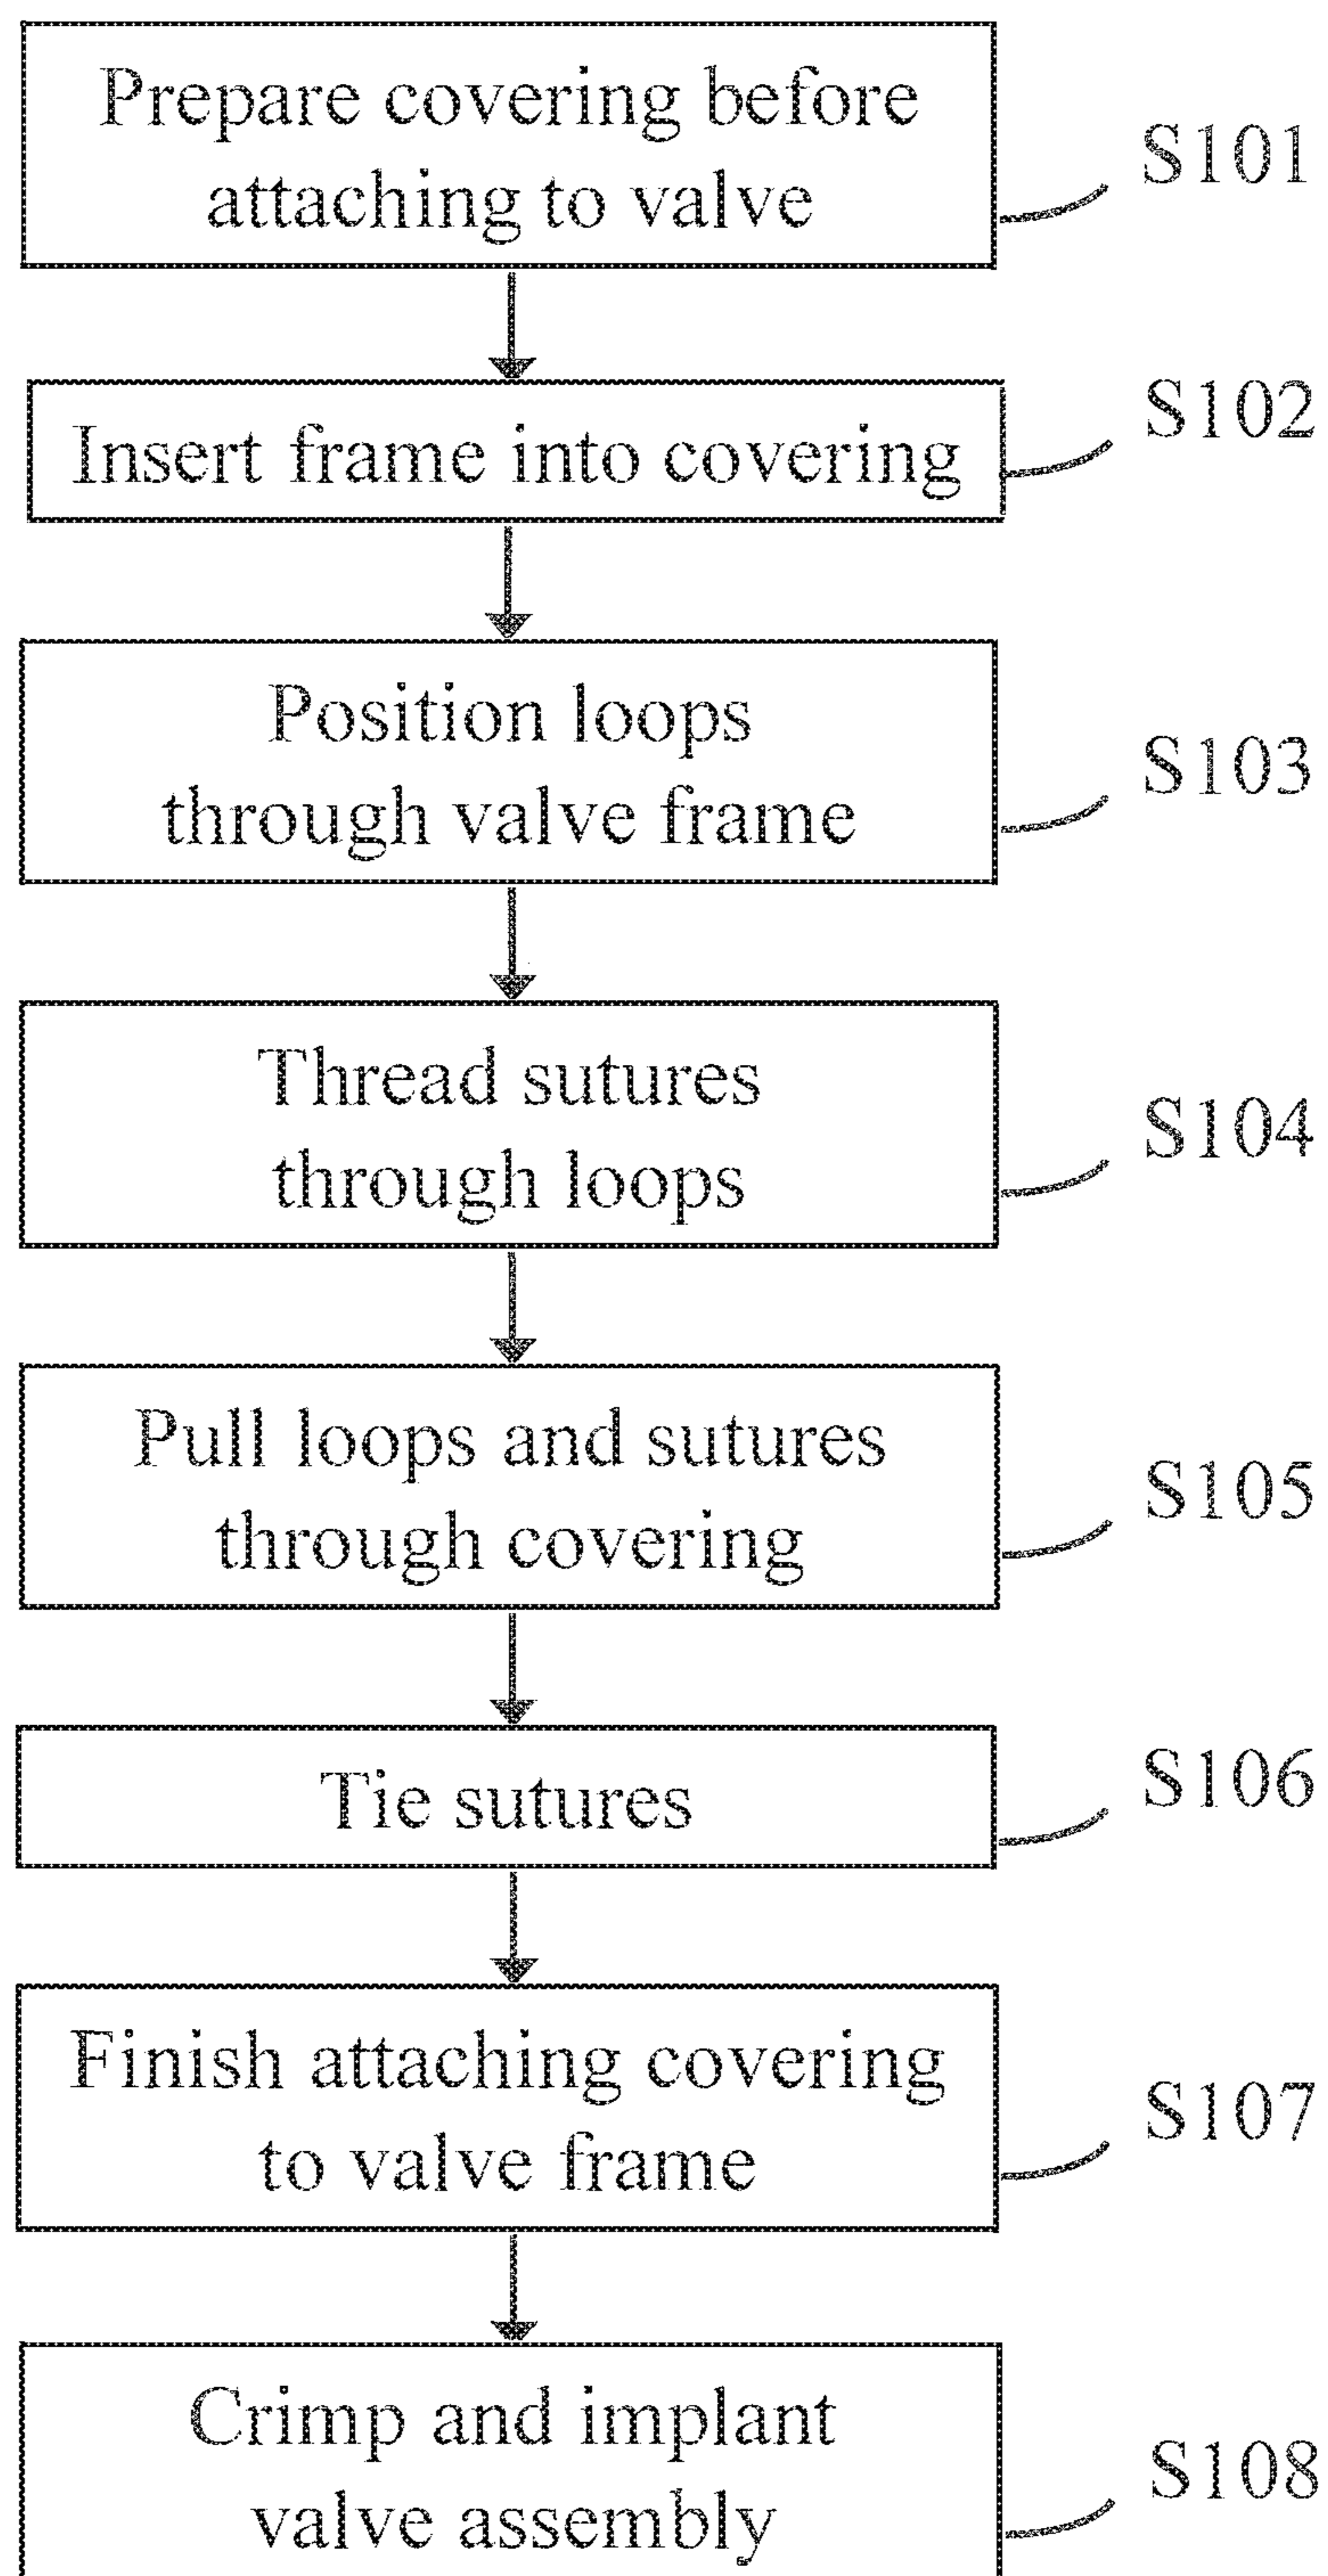 Prepare covering before
attaching to valve
S101
Insert frame into covering
S102
Position loops
through valve frame
S103
Thread sutures
through loops
S104
Pull loops and sutures
through covering
S105
Tie sutures
S106
Finish attaching covering
to valve frame
S107
Crimp and implant
valve assembly
S108